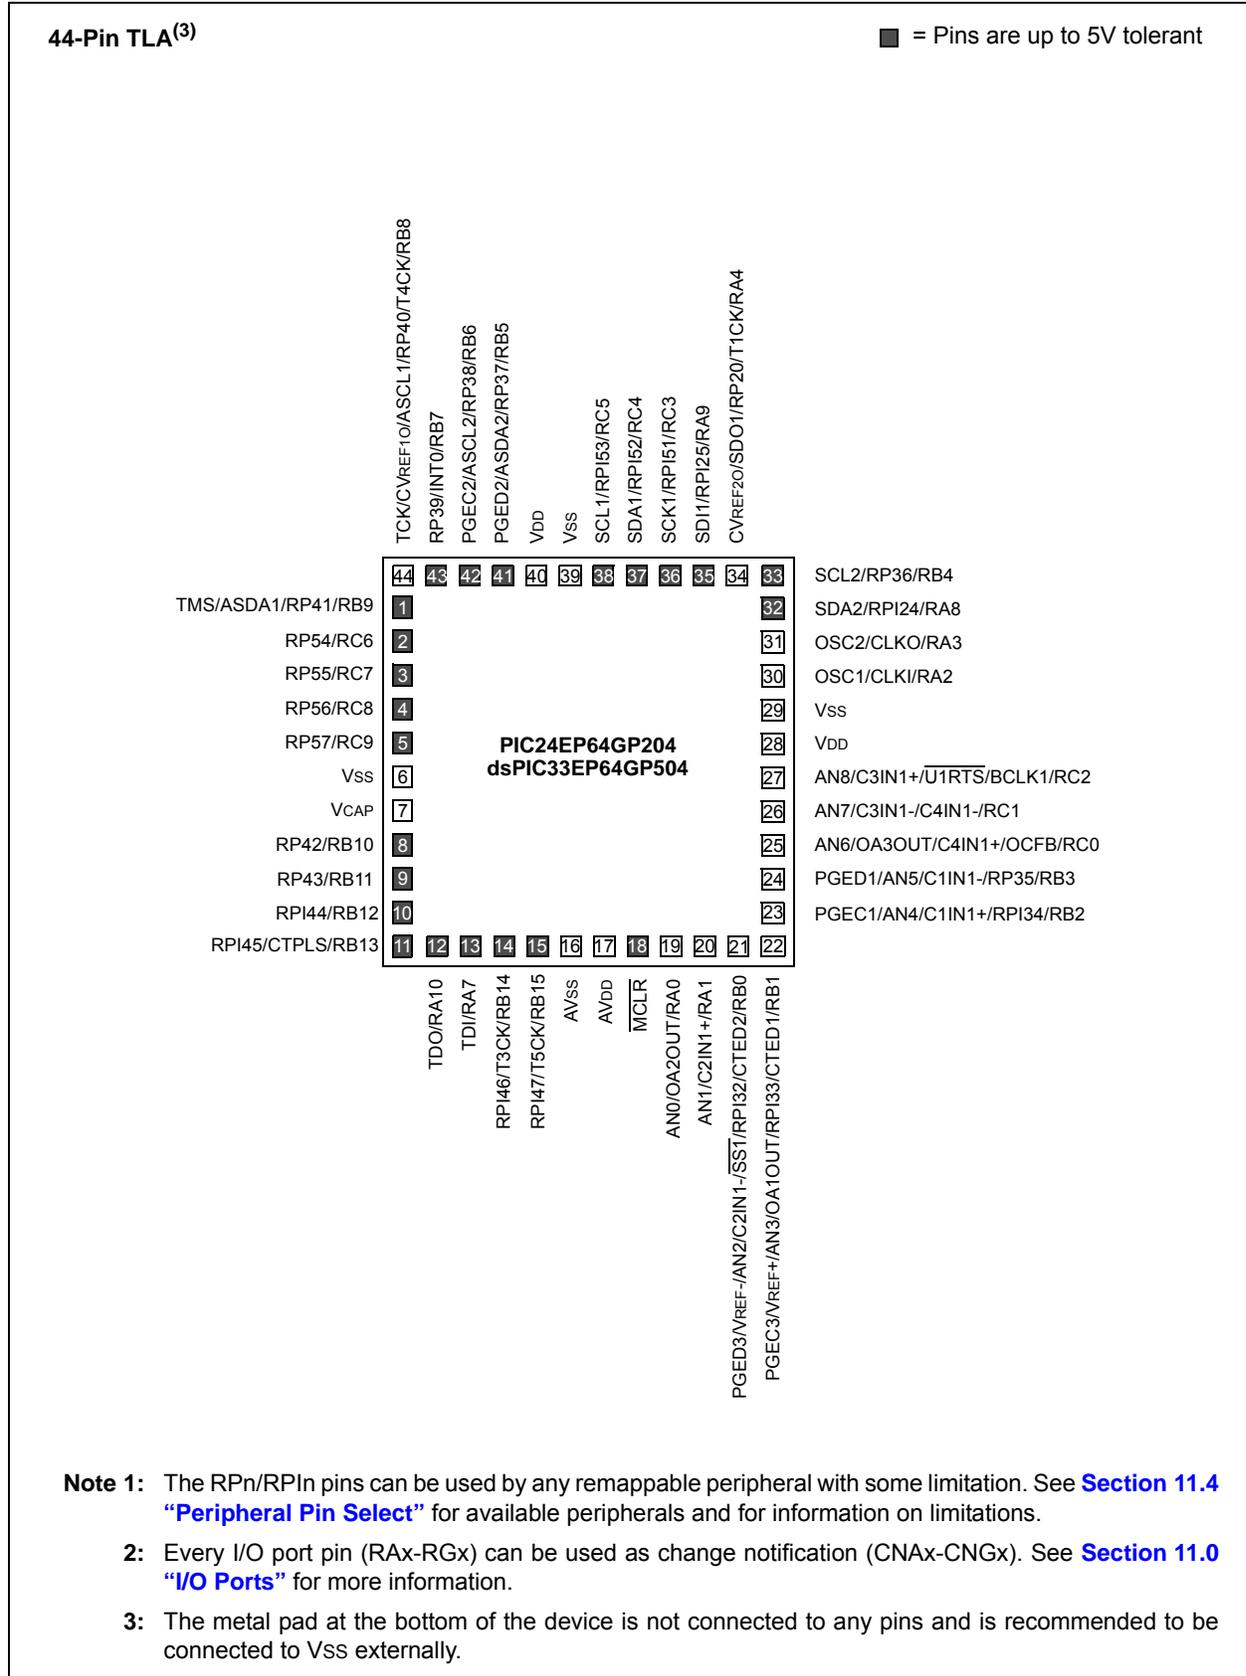 44-Pin TLA(3)
= Pins are up to 5V tolerant
TCK/CVREF1O/ASCL1/RP40/T4CK/RB8
RP39/INT0/RB7
PGEC2/ASCL2/RP38/RB6
PGED2/ASDA2/RP37/RB5
VDD
VSS
SCL1/RPI53/RC5
SDA1/RPI52/RC4
SCK1/RPI51/RC3
SDI1/RPI25/RA9
CVREF2O/SDO1/RP20/T1CK/RA4
44 43 42 41 40 39 38 37 36 35 34 33 SCL2/RP36/RB4
TMS/ASDA1/RP41/RB9 1 32 SDA2/RPI24/RA8
RP54/RC6 2 31 OSC2/CLKO/RA3
RP55/RC7 3 30 OSC1/CLKI/RA2
RP56/RC8 4 29 VSS
RP57/RC9 5 PIC24EP64GP204 28 VDD
dsPIC33EP64GP504
VSS 6 27 AN8/C3IN1+/U1RTS/BCLK1/RC2
VCAP 7 26 AN7/C3IN1-/C4IN1-/RC1
RP42/RB10 8 25 AN6/OA3OUT/C4IN1+/OCFB/RC0
RP43/RB11 9 24 PGED1/AN5/C1IN1-/RP35/RB3
RPI44/RB12 10 23 PGEC1/AN4/C1IN1+/RPI34/RB2
RPI45/CTPLS/RB13 11 12 13 14 15 16 17 18 19 20 21 22
TDO/RA10
TDI/RA7
RPI46/T3CK/RB14
RPI47/T5CK/RB15
AVSS
AVDD
MCLR
AN0/OA2OUT/RA0
AN1/C2IN1+/RA1
PGED3/VREF-/AN2/C2IN1-/SS1/RPI32/CTED2/RB0
PGEC3/VREF+/AN3/OA1OUT/RPI33/CTED1/RB1
Note 1: The RPn/RPIn pins can be used by any remappable peripheral with some limitation. See Section 11.4
“Peripheral Pin Select” for available peripherals and for information on limitations.
2: Every I/O port pin (RAx-RGx) can be used as change notification (CNAx-CNGx). See Section 11.0
“I/O Ports” for more information.
3: The metal pad at the bottom of the device is not connected to any pins and is recommended to be
connected to VSS externally.